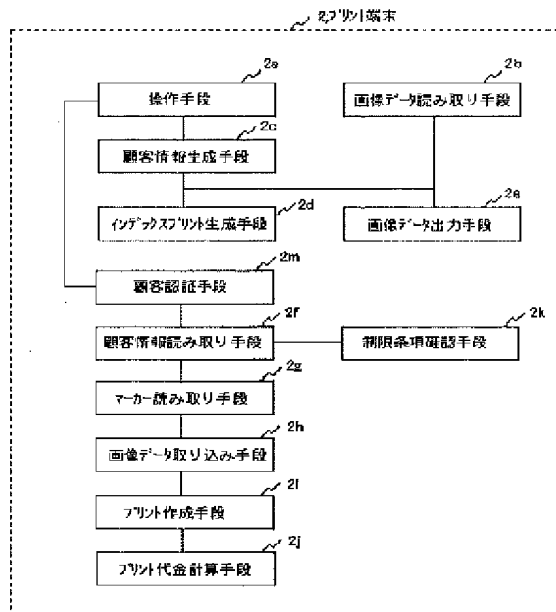 2,プリント端末
2a
2b
操作手段
画像データ読み取り手段
2c
顧客情報生成手段
2d
2e
インデックスプリント生成手段
画像データ出力手段
2m
顧客認証手段
2f
2k
顧客情報読み取り手段
制限条項確認手段
2g
マーカー読み取り手段
2h
画像データ取り込み手段
2i
プリント作成手段
2j
プリント代金計算手段